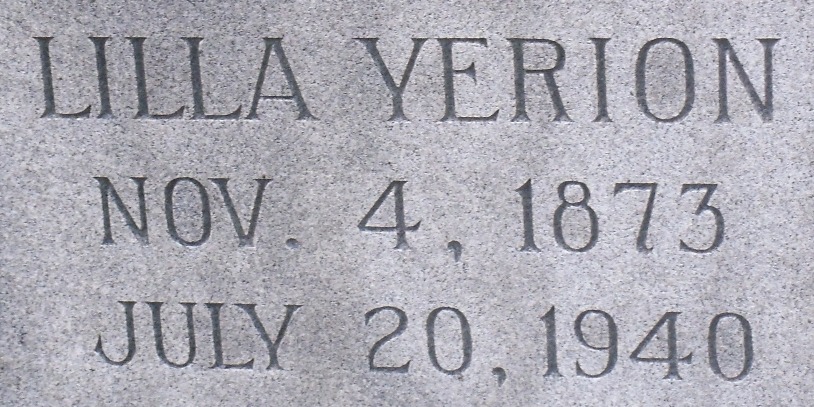 LILLA YERION
NOV. 4, 1873
JULY 20, 1940